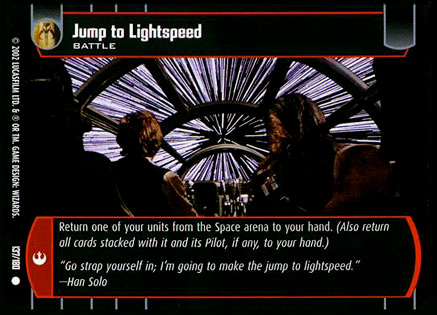 Jump to Lightspeed
BATTLE
© 2002 LUCASFILM LTD. & ® OR TM. GAME DESIGN: WIZARDS.
137/180
Return one of your units from the Space arena to your hand. (Also return
all cards stacked with it and its Pilot, if any, to your hand.)
“Go strap yourself in; I’m going to make the jump to lightspeed.”
—Han Solo